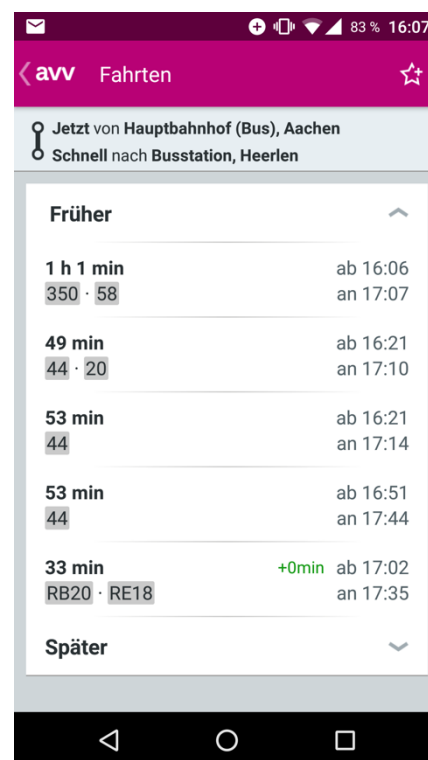 83 % 16:07
avv Fahrten
Jetzt von Hauptbahnhof (Bus), Aachen
Schnell nach Busstation, Heerlen
Früher
1 h 1 min ab 16:06
350 · 58 an 17:07
49 min ab 16:21
44 · 20 an 17:10
53 min ab 16:21
44 an 17:14
53 min ab 16:51
44 an 17:44
33 min +0min ab 17:02
RB20 · RE18 an 17:35
Später